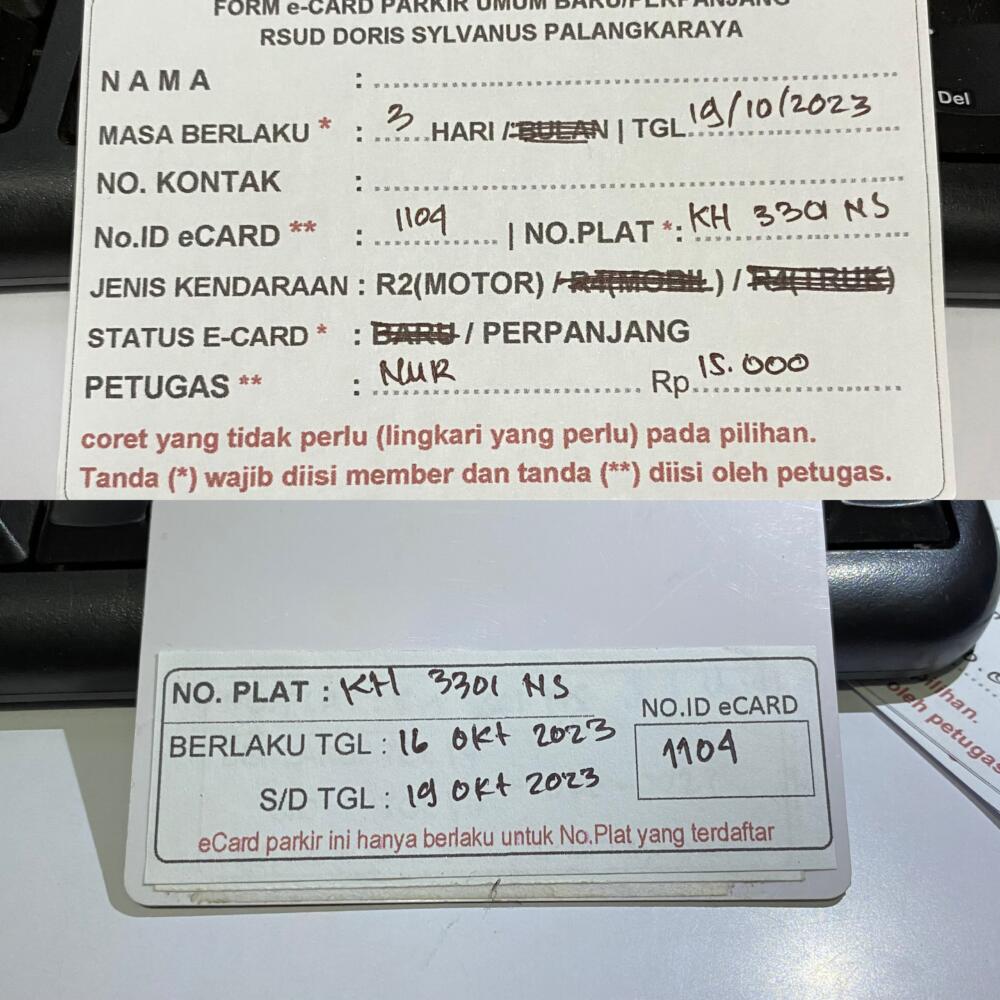 FORM e-CARD PARKIR UMUM BARU/PERPANJANG
RSUD DORIS SYLVANUS PALANGKARAYA
NAMA :
MASA BERLAKU * : 3 HARI / BULAN | TGL 19/10/2023
NO. KONTAK :
No.ID eCARD ** : 1104 | NO.PLAT *: KH 3301 NS
JENIS KENDARAAN : R2(MOTOR) / R4(MOBIL) / R4(TRUK)
STATUS E-CARD * : BARU / PERPANJANG
PETUGAS ** : NUR Rp 15.000
coret yang tidak perlu (lingkari yang perlu) pada pilihan.
Tanda (*) wajib diisi member dan tanda (**) diisi oleh petugas.
Del
NO. PLAT : KH 3301 NS
BERLAKU TGL : 16 OKt 2023
S/D TGL : 19 OKt 2023
NO.ID eCARD
1104
eCard parkir ini hanya berlaku untuk No.Plat yang terdaftar
pilihan.
oleh petugas